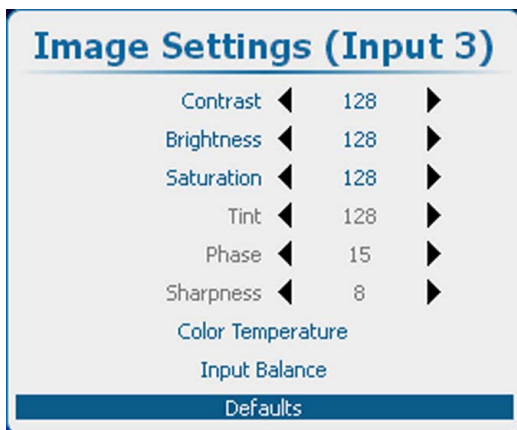 Image Settings (Input 3)
Contrast 128
Brightness 128
Saturation 128
Tint 128
Phase 15
Sharpness 8
Color Temperature
Input Balance
Defaults